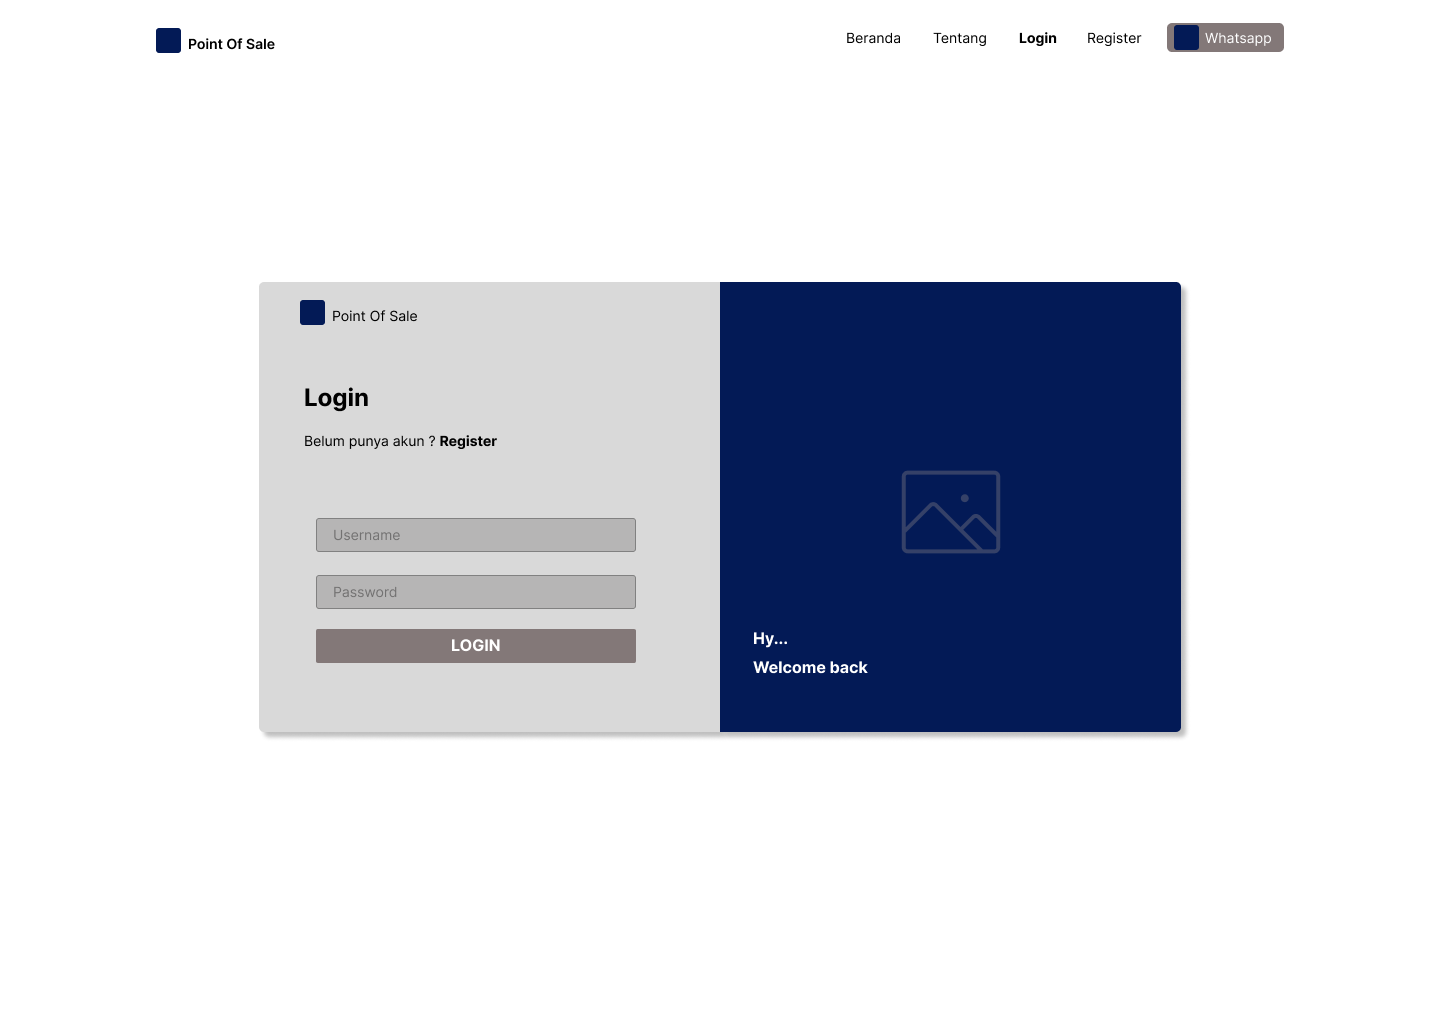 Point Of Sale
Beranda Tentang Login Register Whatsapp
Point Of Sale
Login
Belum punya akun ? Register
Username
Password
LOGIN
Hy...
Welcome back